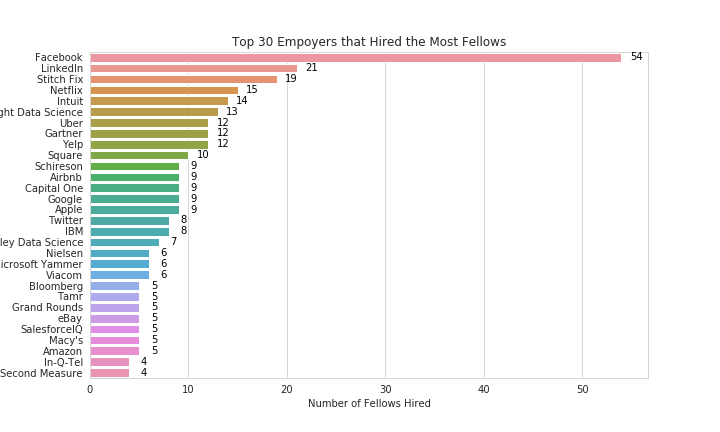 Top 30 Empoyers that Hired the Most Fellows
Facebook 54
LinkedIn 21
Stitch Fix 19
Netflix 15
Intuit 14
ght Data Science 13
Uber 12
Gartner 12
Yelp 12
Square 10
Schireson 9
Airbnb 9
Capital One 9
Google 9
Apple 9
Twitter 8
IBM 8
ley Data Science 7
Nielsen 6
icrosoft Yammer 6
Viacom 6
Bloomberg 5
Tamr 5
Grand Rounds 5
eBay 5
SalesforceIQ 5
Macy's 5
Amazon 5
In-Q-Tel 4
Second Measure 4
0 10 20 30 40 50
Number of Fellows Hired